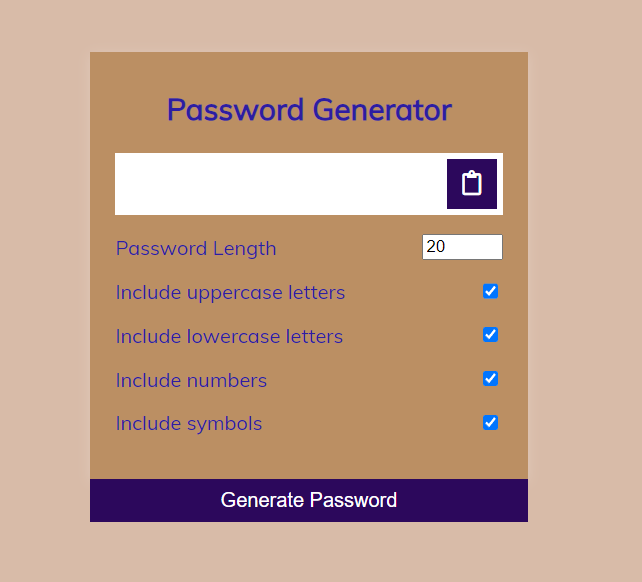 Password Generator
Password Length 20
Include uppercase letters
Include lowercase letters
Include numbers
Include symbols
Generate Password